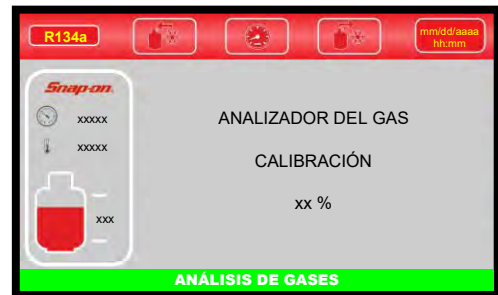 R134a
mm/dd/aaaa
hh:mm
Snap-on
xxxxx
xxxxx
xxx
ANALIZADOR DEL GAS
CALIBRACIÓN
xx %
ANÁLISIS DE GASES